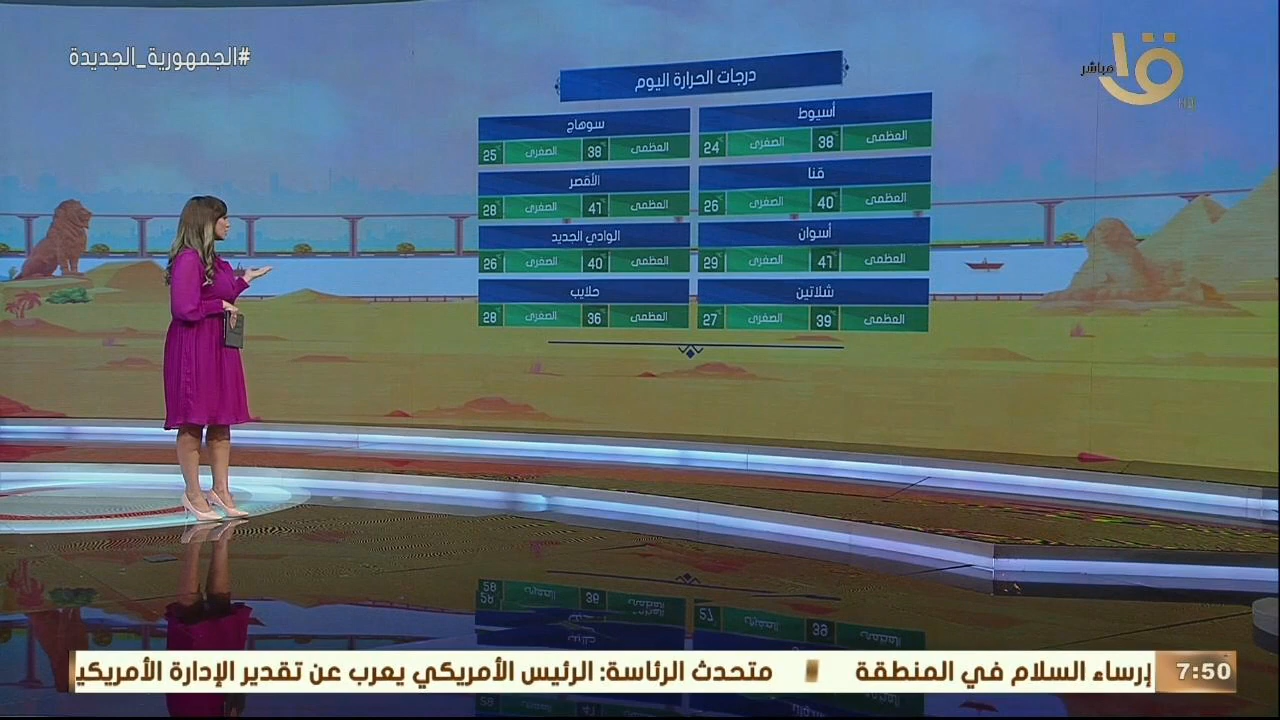 #الجمهورية_الجديدة
مباشر
HD
درجات الحرارة اليوم
أسيوط
العظمى 38 الصغرى 24
سوهاج
العظمى 38 الصغرى 25
قنا
العظمى 40 الصغرى 26
الأقصر
العظمى 41 الصغرى 28
أسوان
العظمى 41 الصغرى 29
الوادي الجديد
العظمى 40 الصغرى 26
شلاتين
العظمى 39 الصغرى 27
حلايب
العظمى 36 الصغرى 28
7:50
إرساء السلام في المنطقة
متحدث الرئاسة: الرئيس الأمريكي يعرب عن تقدير الإدارة الأمريكي